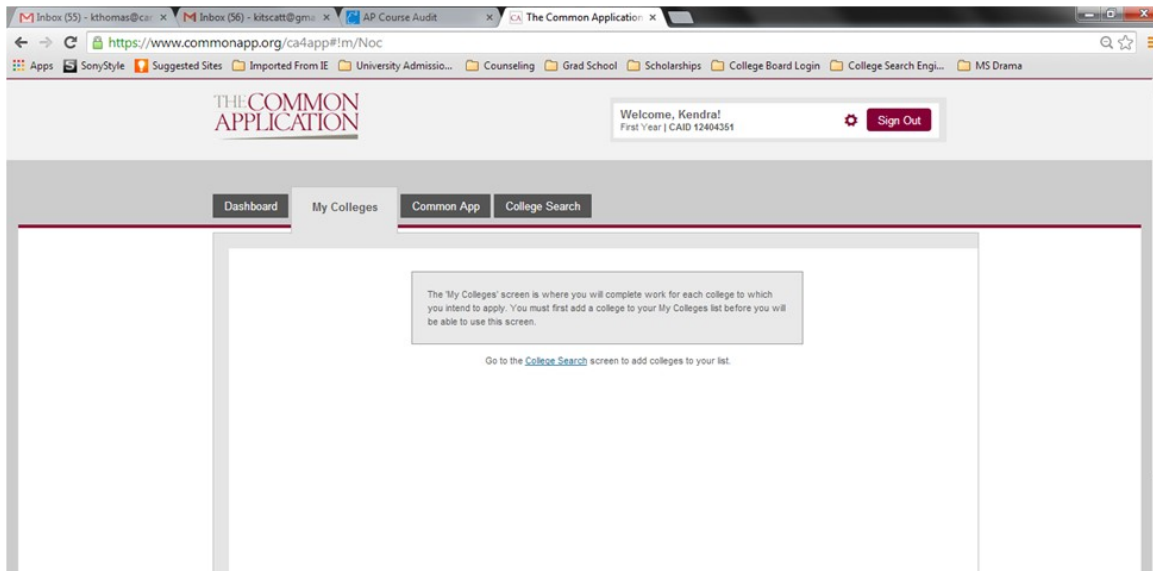 Inbox (55) - kthomas@car
Inbox (56) - kitscatt@gma
AP Course Audit
CA The Common Application
https://www.commonapp.org/ca4app#!m/Noc
Apps S SonyStyle Suggested Sites Imported From IE University Admissio... Counseling Grad School Scholarships College Board Login College Search Engi... MS Drama
THE COMMON
APPLICATION
Welcome, Kendra!
First Year | CAID 12404351
Sign Out
Dashboard My Colleges Common App College Search
The 'My Colleges' screen is where you will complete work for each college to which
you intend to apply. You must first add a college to your My Colleges list before you will
be able to use this screen.
Go to the College Search screen to add colleges to your list.